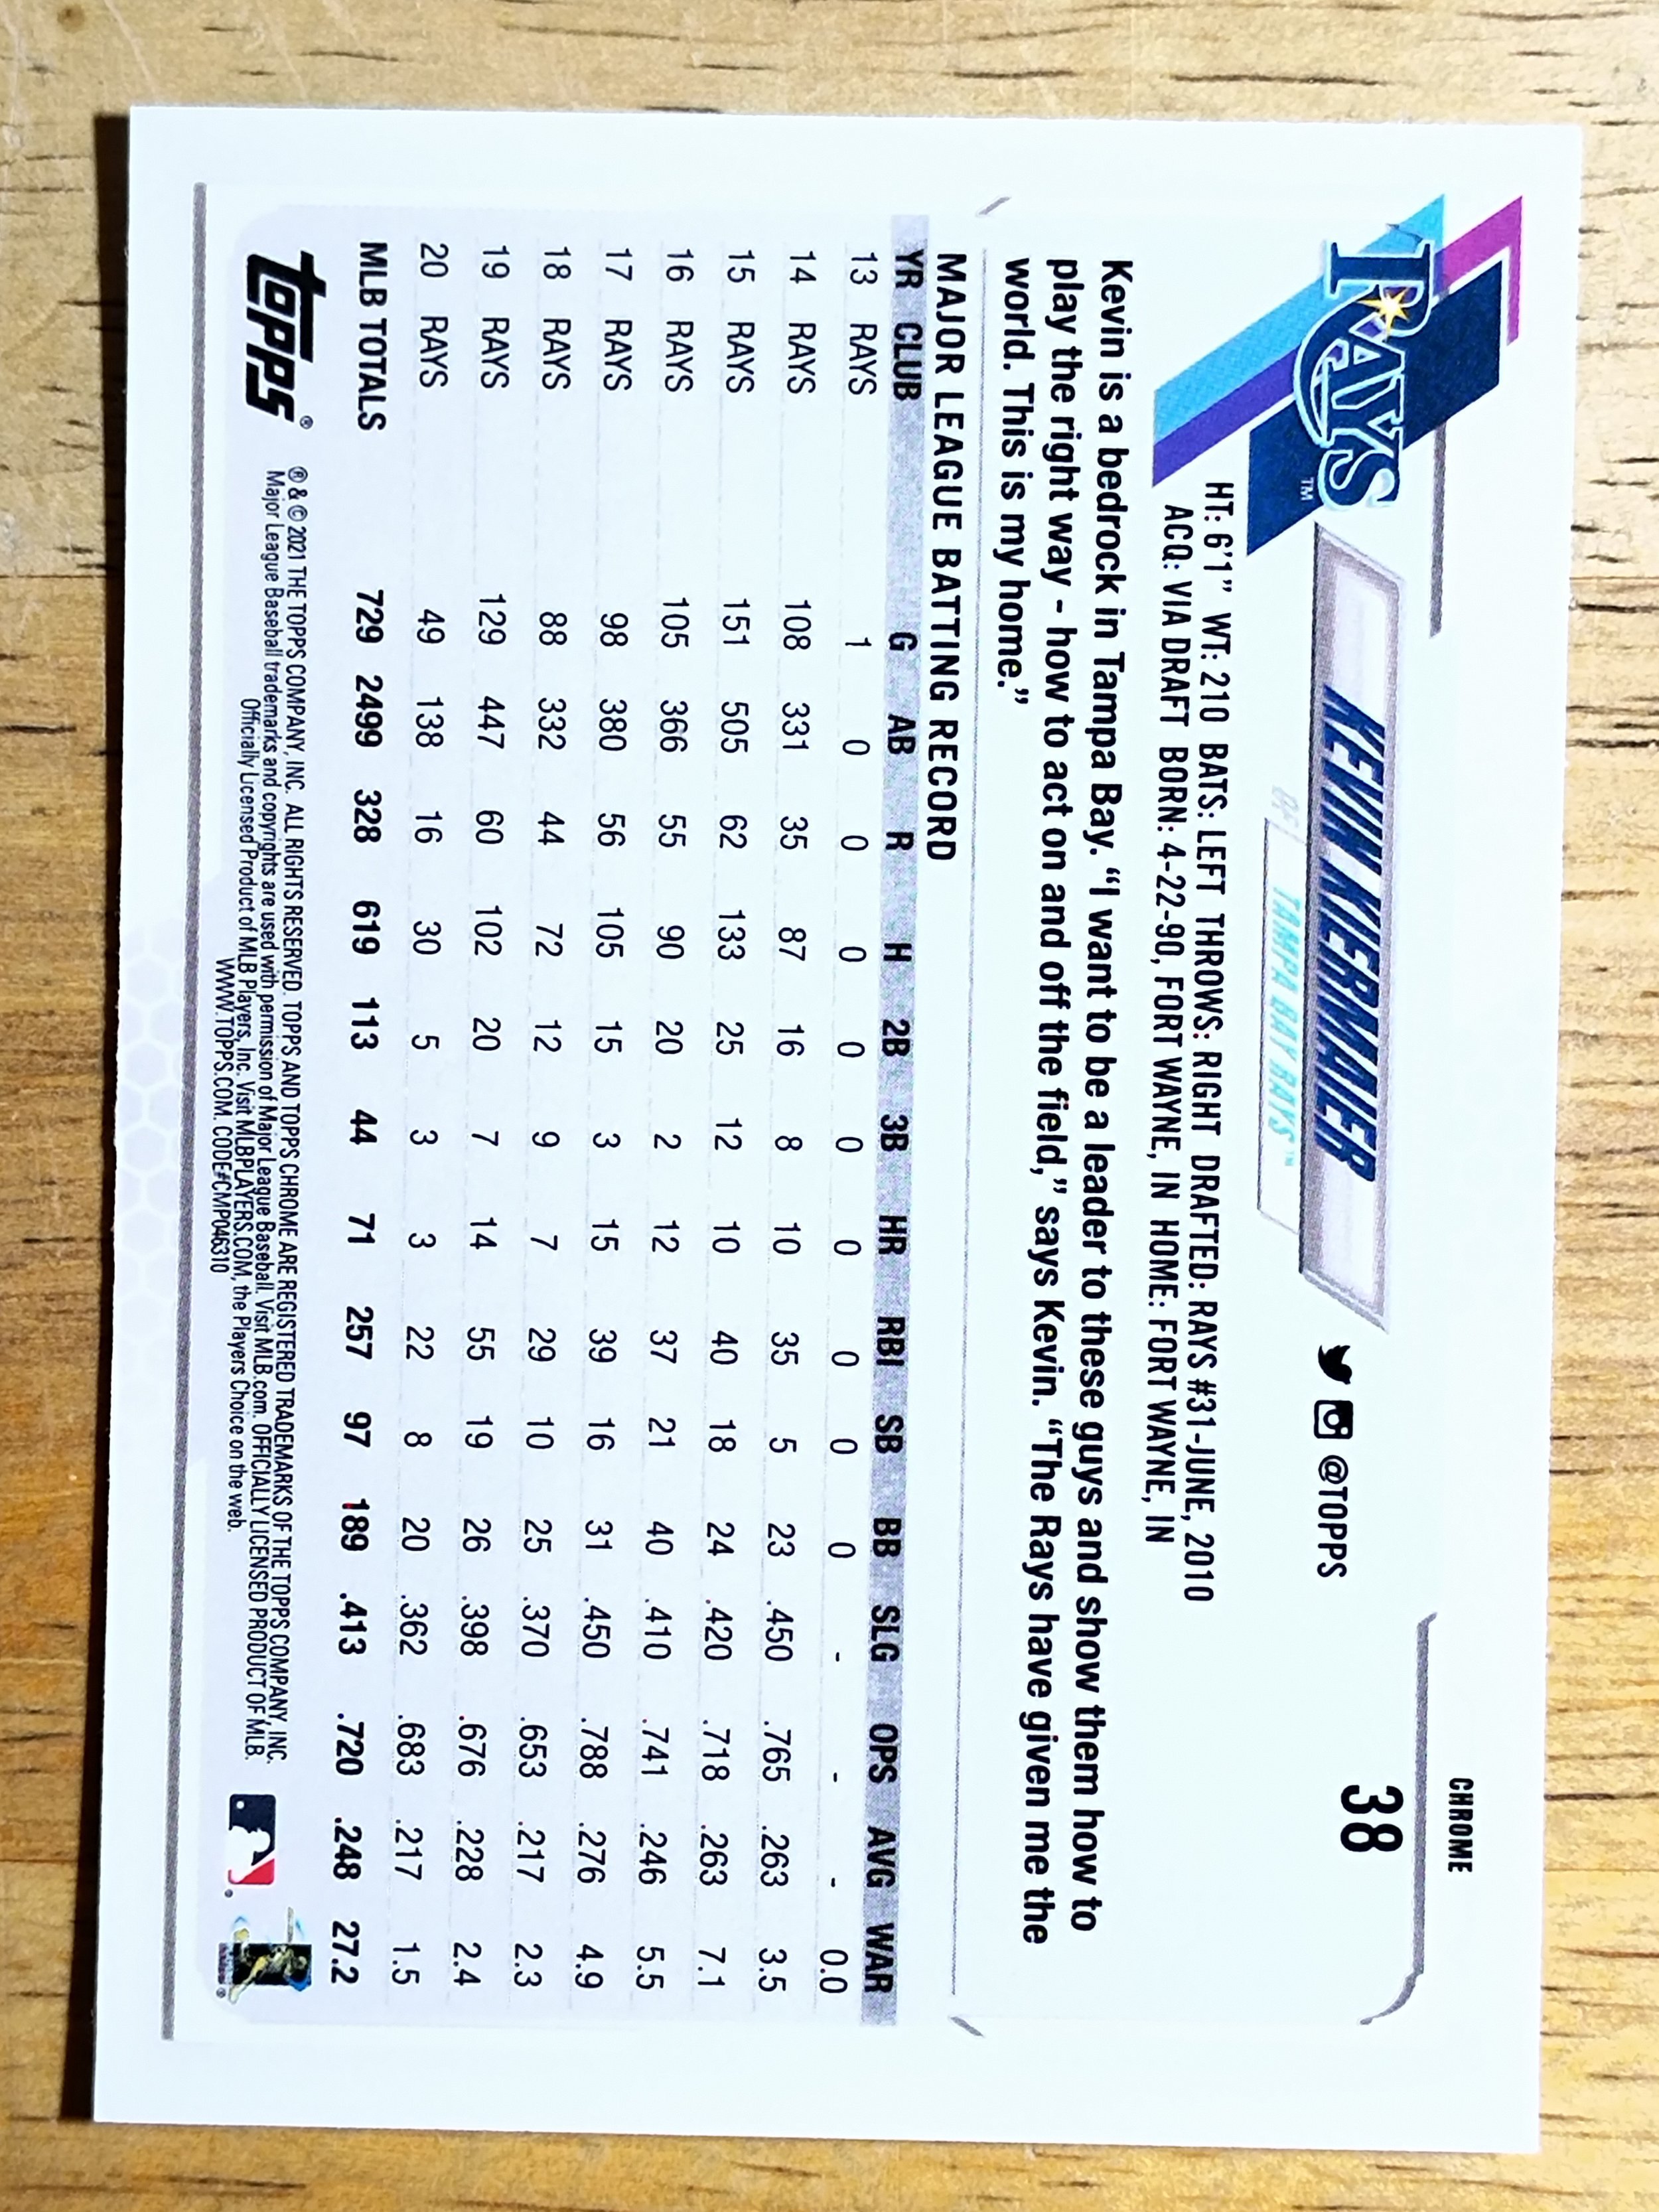 CHROME
RAYS™
KEVIN KIERMAIER
@TOPPS
38
OF TAMPA BAY RAYS™
HT: 6'1" WT: 210 BATS: LEFT THROWS: RIGHT DRAFTED: RAYS #31-JUNE, 2010
ACQ: VIA DRAFT BORN: 4-22-90, FORT WAYNE, IN HOME: FORT WAYNE, IN
Kevin is a bedrock in Tampa Bay. “I want to be a leader to these guys and show them how to
play the right way - how to act on and off the field,” says Kevin. “The Rays have given me the
world. This is my home.”
MAJOR LEAGUE BATTING RECORD
YR CLUB G AB R H 2B 3B HR RBI SB BB SLG OPS AVG WAR
13 RAYS 1 0 0 0 0 0 0 0 0 0 - - - 0.0
14 RAYS 108 331 35 87 16 8 10 35 5 23 .450 .765 .263 3.5
15 RAYS 151 505 62 133 25 12 10 40 18 24 .420 .718 .263 7.1
16 RAYS 105 366 55 90 20 2 12 37 21 40 .410 .741 .246 5.5
17 RAYS 98 380 56 105 15 3 15 39 16 31 .450 .788 .276 4.9
18 RAYS 88 332 44 72 12 9 7 29 10 25 .370 .653 .217 2.3
19 RAYS 129 447 60 102 20 7 14 55 19 26 .398 .676 .228 2.4
20 RAYS 49 138 16 30 5 3 3 22 8 20 .362 .683 .217 1.5
MLB TOTALS 729 2499 328 619 113 44 71 257 97 189 .413 .720 .248 27.2
topps®
® & © 2021 THE TOPPS COMPANY, INC. ALL RIGHTS RESERVED. TOPPS AND TOPPS CHROME ARE REGISTERED TRADEMARKS OF THE TOPPS COMPANY, INC.
Major League Baseball trademarks and copyrights are used with permission of Major League Baseball. Visit MLB.com. OFFICIALLY LICENSED PRODUCT OF MLB.
Officially Licensed Product of MLB Players, Inc. Visit MLBPLAYERS.COM, the Players Choice on the web.
WWW.TOPPS.COM. CODE#CMP046310